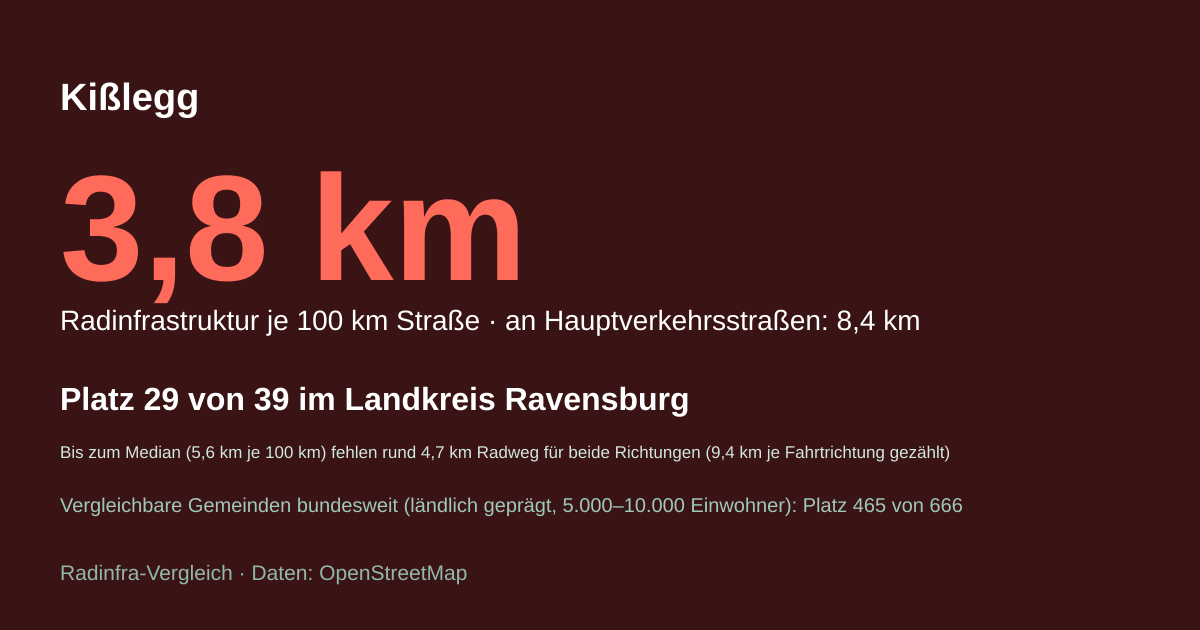 Kißlegg
3,8 km
Radinfrastruktur je 100 km Straße · an Hauptverkehrsstraßen: 8,4 km
Platz 29 von 39 im Landkreis Ravensburg
Bis zum Median (5,6 km je 100 km) fehlen rund 4,7 km Radweg für beide Richtungen (9,4 km je Fahrtrichtung gezählt)
Vergleichbare Gemeinden bundesweit (ländlich geprägt, 5.000–10.000 Einwohner): Platz 465 von 666
Radinfra-Vergleich · Daten: OpenStreetMap